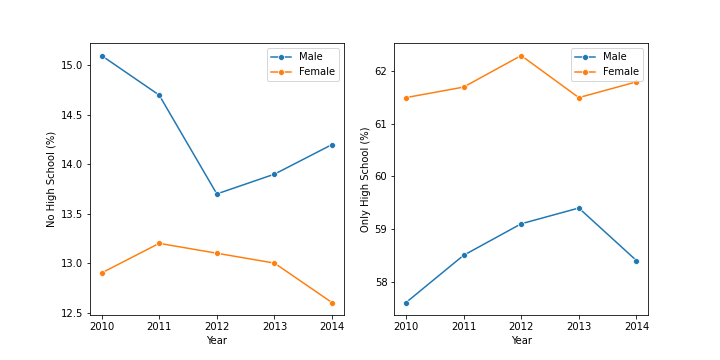 No High School (%)
15.0
14.5
14.0
13.5
13.0
12.5
2010 2011 2012 2013 2014
Year
Male
Female
Only High School (%)
62
61
60
59
58
2010 2011 2012 2013 2014
Year
Male
Female